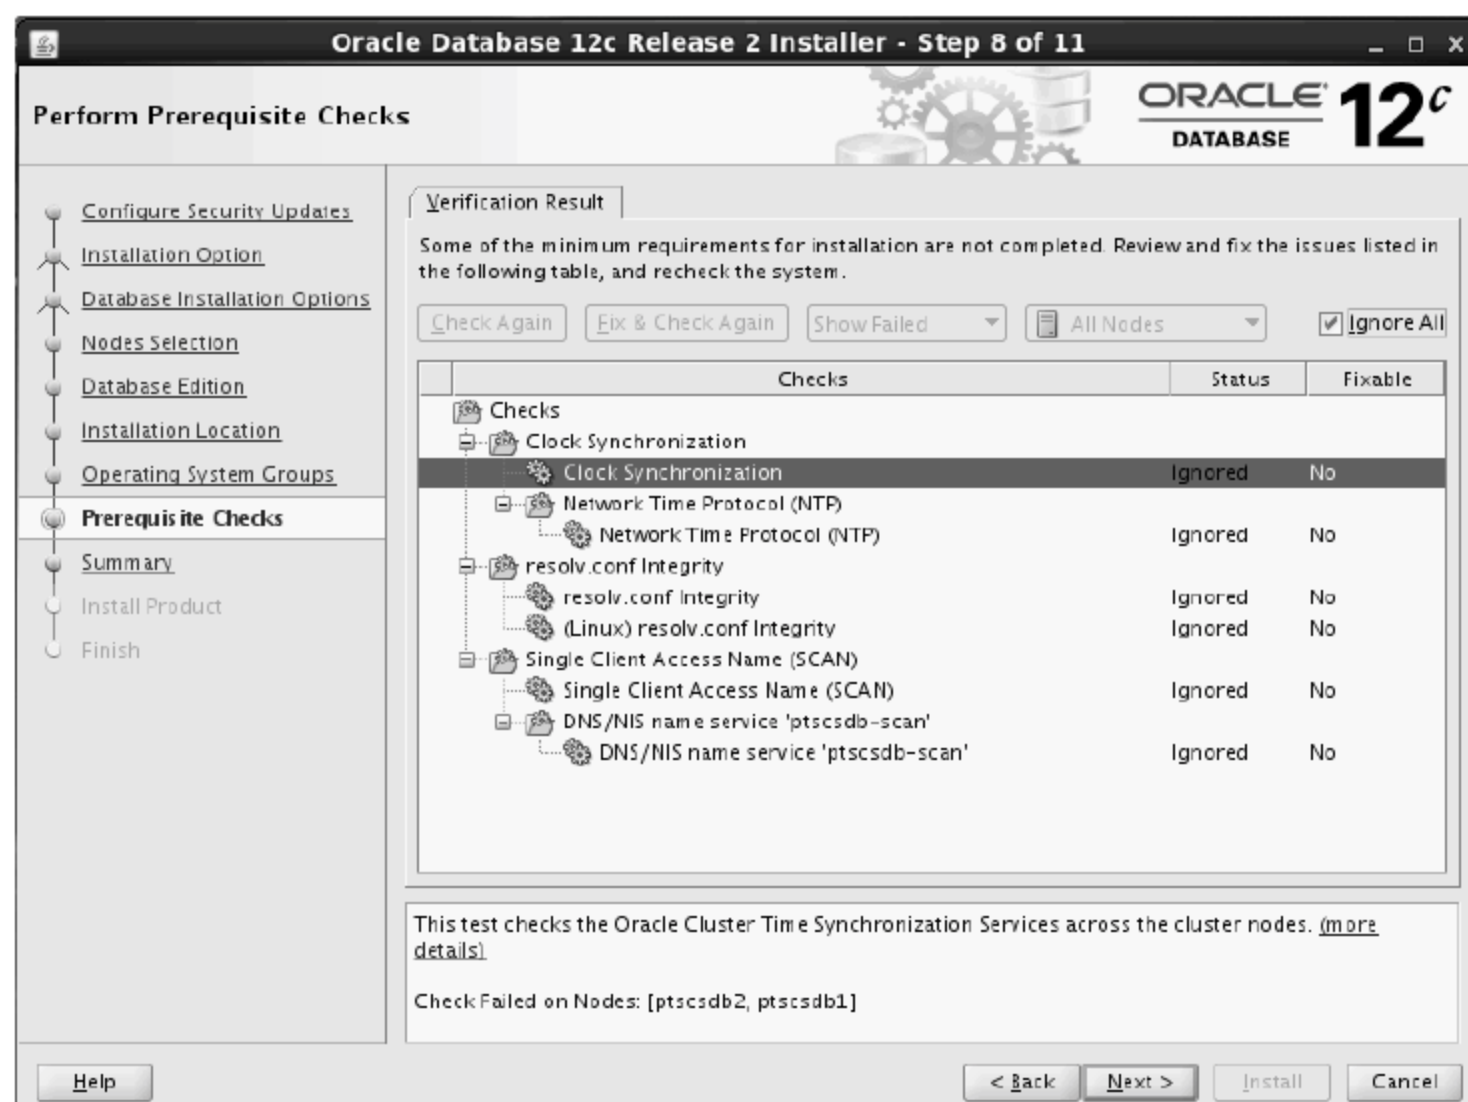 Oracle Database 12c Release 2 Installer - Step 8 of 11
Perform Prerequisite Checks
ORACLE
DATABASE
12c
Configure Security Updates
Installation Option
Database Installation Options
Nodes Selection
Database Edition
Installation Location
Operating System Groups
Prerequisite Checks
Summary
Install Product
Finish
Verification Result
Some of the minimum requirements for installation are not completed. Review and fix the issues listed in
the following table, and recheck the system.
Check Again Fix & Check Again Show Failed All Nodes Ignore All
Checks Status Fixable
Checks
Clock Synchronization
Clock Synchronization Ignored No
Network Time Protocol (NTP)
Network Time Protocol (NTP) Ignored No
resolv.conf Integrity
resolv.conf Integrity Ignored No
(Linux) resolv.conf Integrity Ignored No
Single Client Access Name (SCAN)
Single Client Access Name (SCAN) Ignored No
DNS/NIS name service 'ptscsdb-scan'
DNS/NIS name service 'ptscsdb-scan' Ignored No
This test checks the Oracle Cluster Time Synchronization Services across the cluster nodes. (more
details)
Check Failed on Nodes: [ptscsdb2, ptscsdb1]
Help < Back Next > Install Cancel